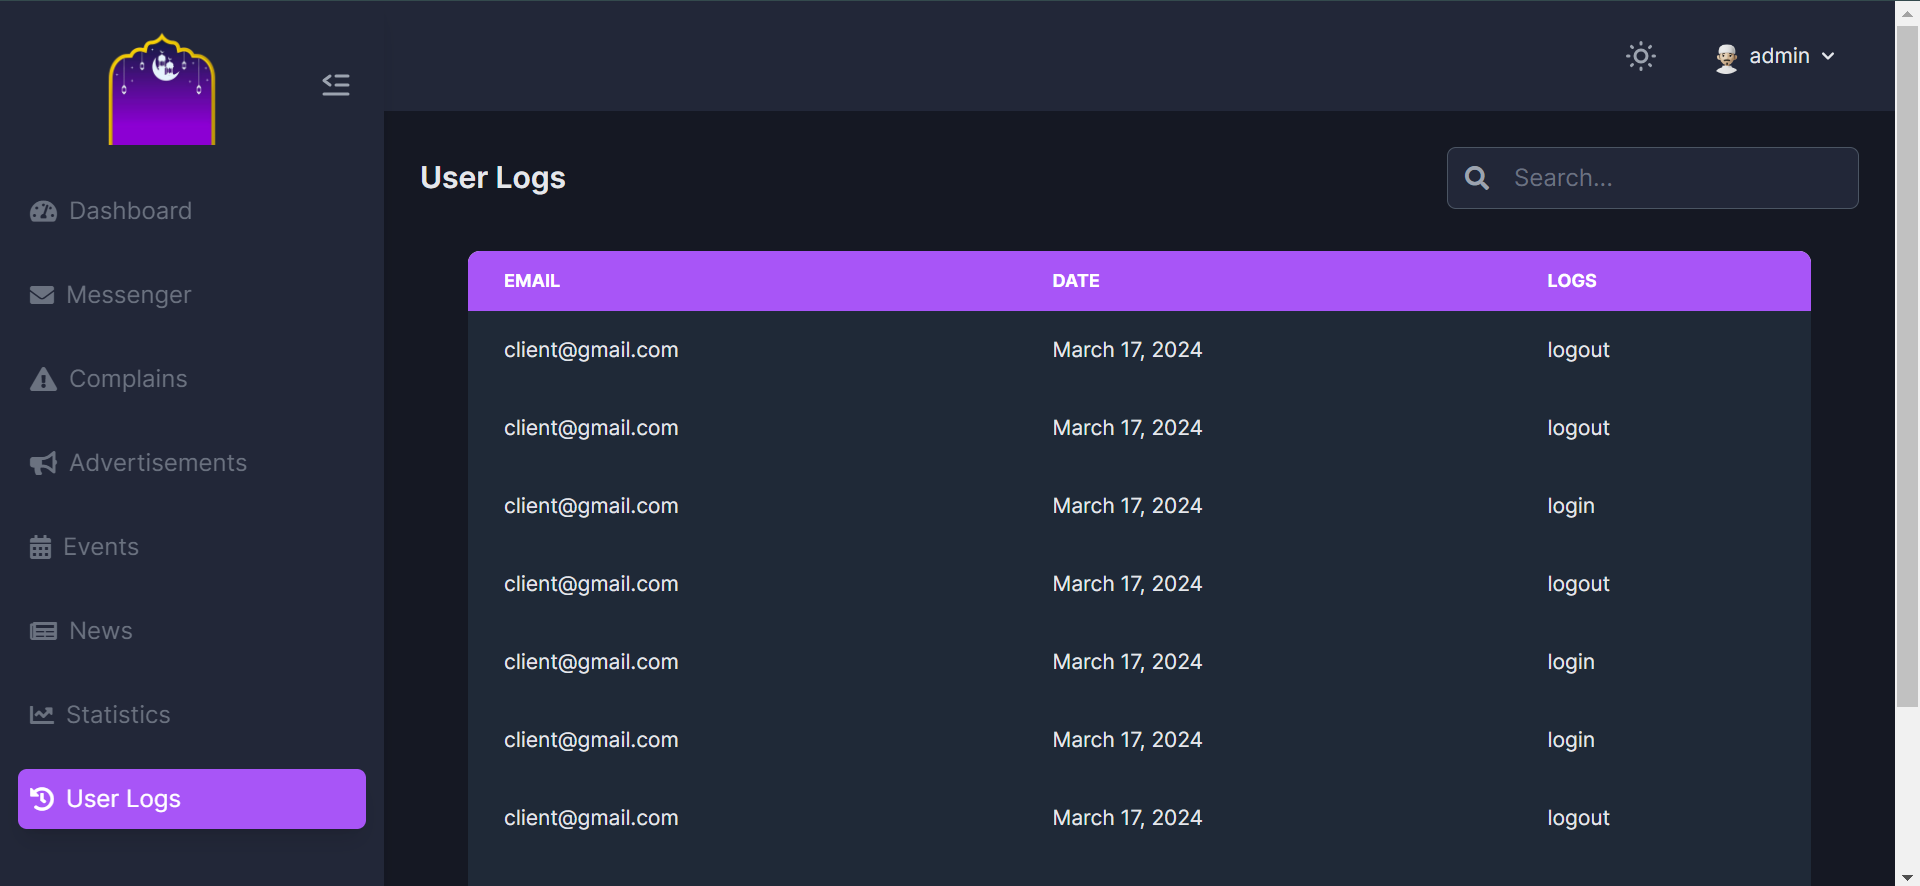 admin
Dashboard
Messenger
Complains
Advertisements
Events
News
Statistics
User Logs
User Logs
Search...
EMAIL DATE LOGS
client@gmail.com March 17, 2024 logout
client@gmail.com March 17, 2024 logout
client@gmail.com March 17, 2024 login
client@gmail.com March 17, 2024 logout
client@gmail.com March 17, 2024 login
client@gmail.com March 17, 2024 login
client@gmail.com March 17, 2024 logout